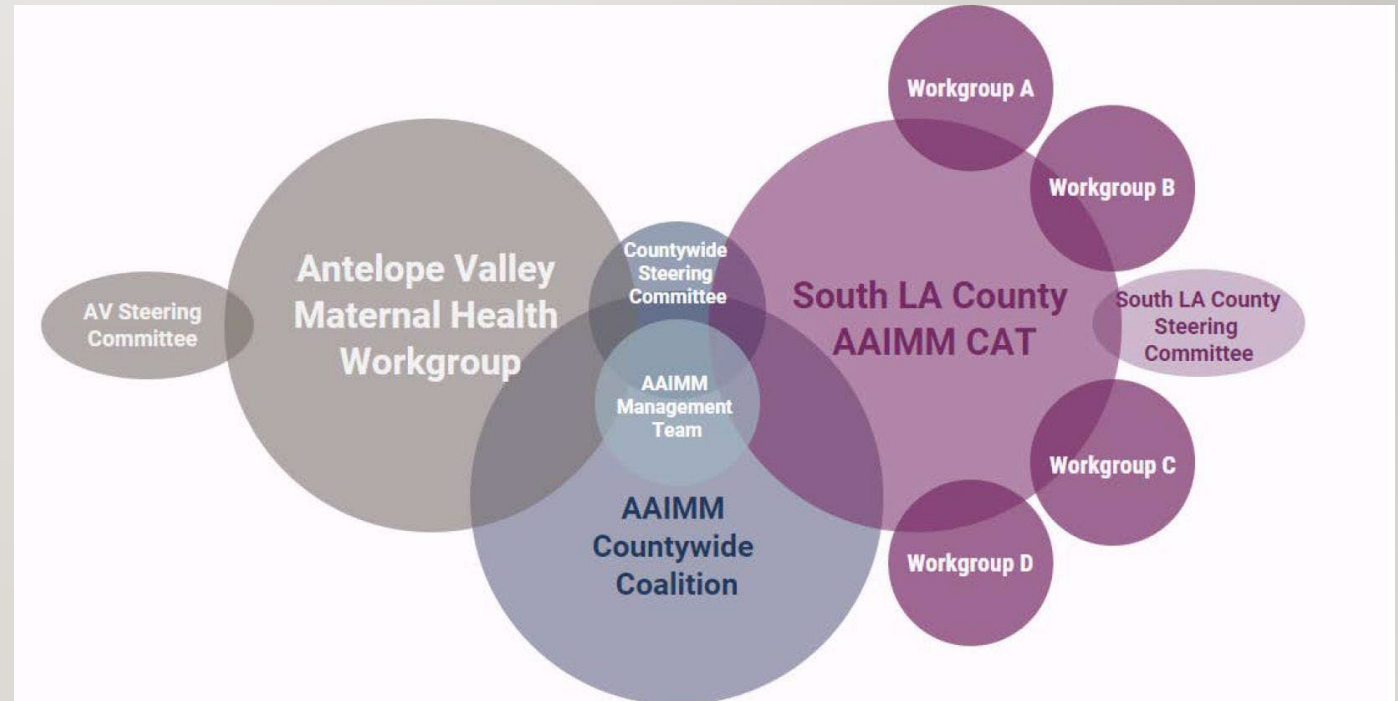 Workgroup A
Workgroup B
Countywide
Steering
Committee
Antelope Valley
Maternal Health
Workgroup
South LA County
AAIMM CAT
South LA County
Steering
Committee
AV Steering
Committee
AAIMM
Management
Team
Workgroup C
AAIMM
Countywide
Coalition
Workgroup D